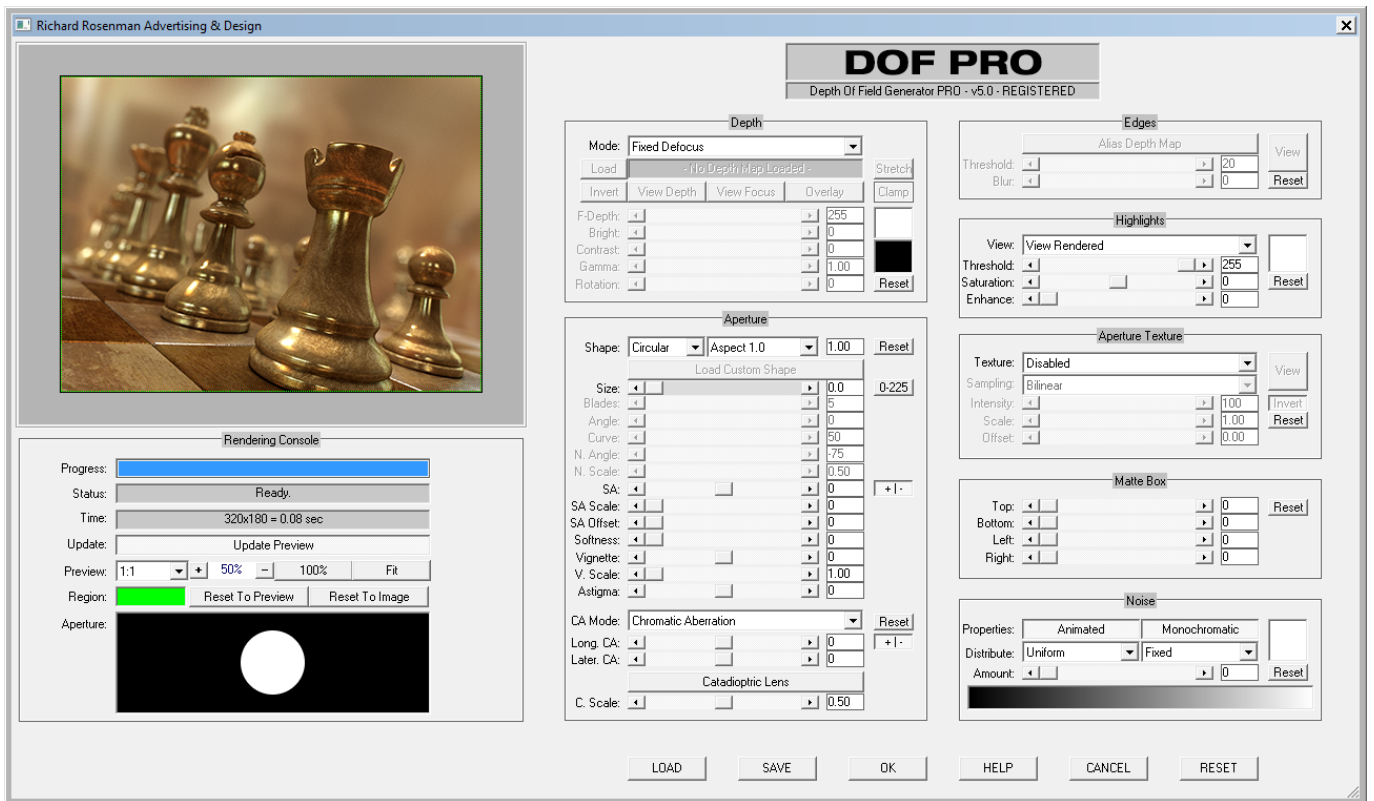 Richard Rosenman Advertising & Design
DOF PRO
Depth Of Field Generator PRO - v5.0 - REGISTERED
Rendering Console
Progress:
Status: Ready.
Time: 320x180 = 0.08 sec
Update: Update Preview
Preview: 1:1 + 50% - 100% Fit
Region: Reset To Preview Reset To Image
Aperture:
Depth
Mode: Fixed Defocus
Load - No Depth Map Loaded - Stretch
Invert View Depth View Focus Overlay Clamp
F-Depth: 255
Bright: 0
Contrast: 0
Gamma: 1.00
Rotation: 0 Reset
Aperture
Shape: Circular Aspect 1.0 1.00 Reset
Load Custom Shape
Size: 0.0 0-225
Blades: 5
Angle: 0
Curve: 50
N. Angle: -75
N. Scale: 0.50
SA: 0 + | -
SA Scale: 0
SA Offset: 0
Softness: 0
Vignette: 0
V. Scale: 1.00
Astigma: 0
CA Mode: Chromatic Aberration Reset
Long. CA: 0 + | -
Later. CA: 0
Catadioptic Lens
C. Scale: 0.50
Edges
Alias Depth Map View
Threshold: 20
Blur: 0 Reset
Highlights
View: View Rendered
Threshold: 255
Saturation: 0 Reset
Enhance: 0
Aperture Texture
Texture: Disabled View
Sampling: Bilinear
Intensity: 100 Invert
Scale: 1.00 Reset
Offset: 0.00
Matte Box
Top: 0 Reset
Bottom: 0
Left: 0
Right: 0
Noise
Properties: Animated Monochromatic
Distribute: Uniform Fixed
Amount: 0 Reset
LOAD SAVE OK HELP CANCEL RESET